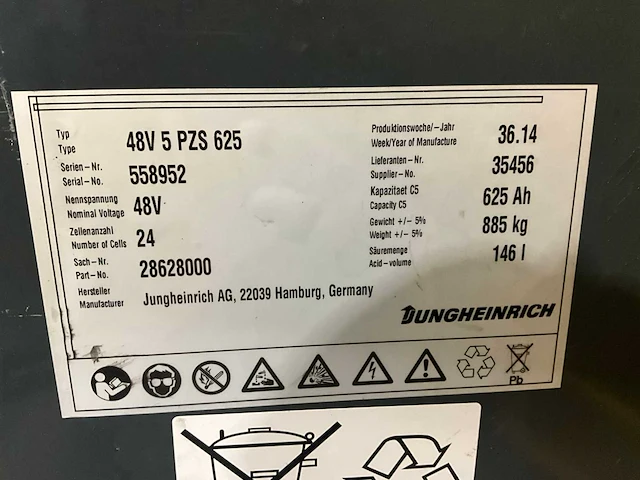 Typ
Type
48V 5 PZS 625
Serien-Nr.
Serial-No.
558952
Nennspannung
Nominal Voltage
48V
Zellenanzahl
Number of Cells
24
Sach-Nr.
Part-No.
28628000
Hersteller
Manufacturer
Jungheinrich AG, 22039 Hamburg, Germany
Produktionswoche/-Jahr
Week/Year of Manufacture
36.14
Lieferanten-Nr.
Supplier-No.
35456
Kapazitaet C5
Capacity C5
625 Ah
Gewicht +/- 5%
Weight +/- 5%
885 kg
Säuremenge
Acid-volume
146 l
JUNGHEINRICH
Pb